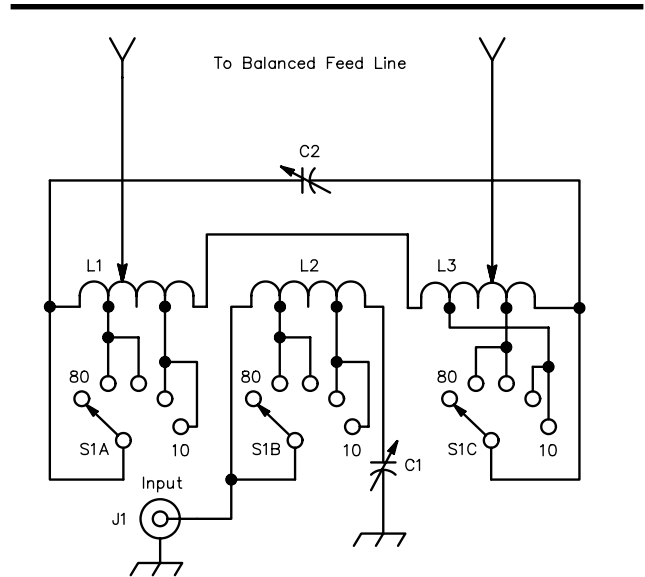 To Balanced Feed Line
C2
L1
L2
L3
80
80
80
S1A
10
S1B
10
S1C
10
C1
Input
J1